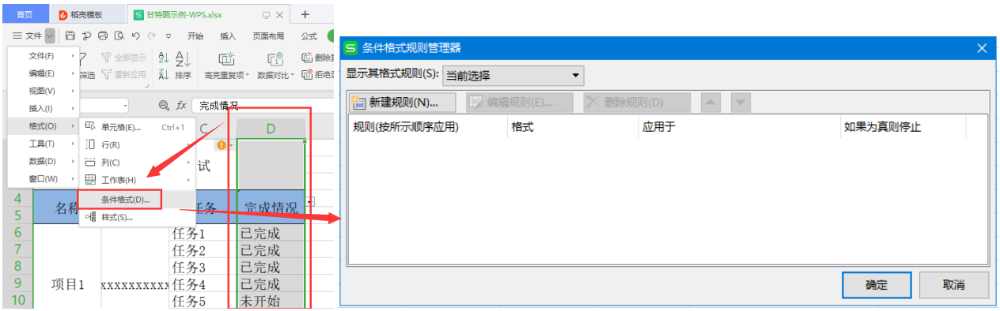 首页 稻壳模板 甘特图示例-WPS.xlsx
文件 开始 插入 页面布局 公式
文件(F) 全部显示
编辑(E) 筛选 重新应用 排序 高亮重复项 数据对比 删除 拒绝
视图(V)
插入(I) fx 完成情况
格式(O) 单元格(E)... Ctrl+1 C D
工具(T) 行(R)
数据(D) 列(C) 试
窗口(W) 工作表(H)
4 条件格式(D)...
5 名称 样式(S)... 任务 完成情况
6 任务1 已完成
7 任务2 已完成
8 任务3 已完成
9 项目1 xxxxxxxxxx 任务4 已完成
10 任务5 未开始
条件格式规则管理器
显示其格式规则(S): 当前选择
新建规则(N)... 编辑规则(E)... 删除规则(D)
规则(按所示顺序应用) 格式 应用于 如果为真则停止
确定 取消